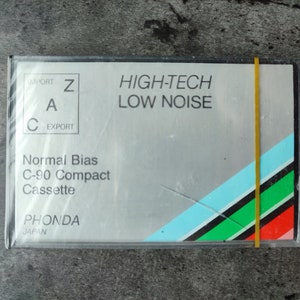 IMPORT Z
A
C EXPORT
HIGH-TECH
LOW NOISE
Normal Bias
C-90 Compact
Cassette
PHONDA
JAPAN